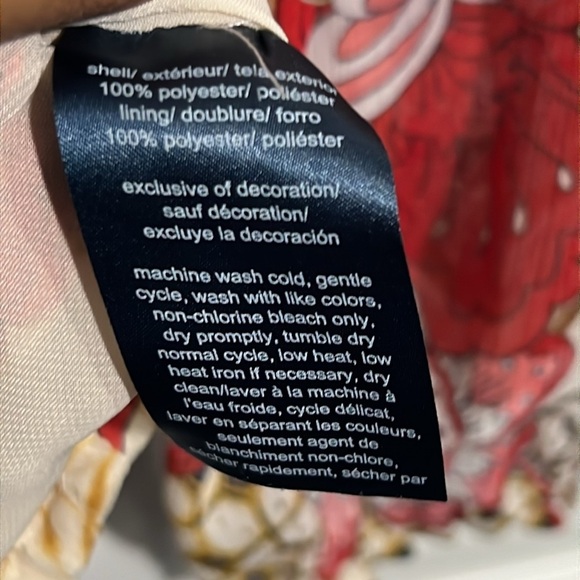 shell/ extérieur/ tela exterior
100% polyester/ poliéster
lining/ doublure/ forro
100% polyester/ poliéster
exclusive of decoration/
sauf décoration/
excluye la decoración
machine wash cold, gentle
cycle, wash with like colors,
non-chlorine bleach only,
dry promptly, tumble dry
normal cycle, low heat, low
heat iron if necessary, dry
clean/laver à la machine à
l'eau froide, cycle délicat,
laver en séparant les couleurs,
seulement agent de
blanchiment non-chlore,
sécher rapidement, sécher par